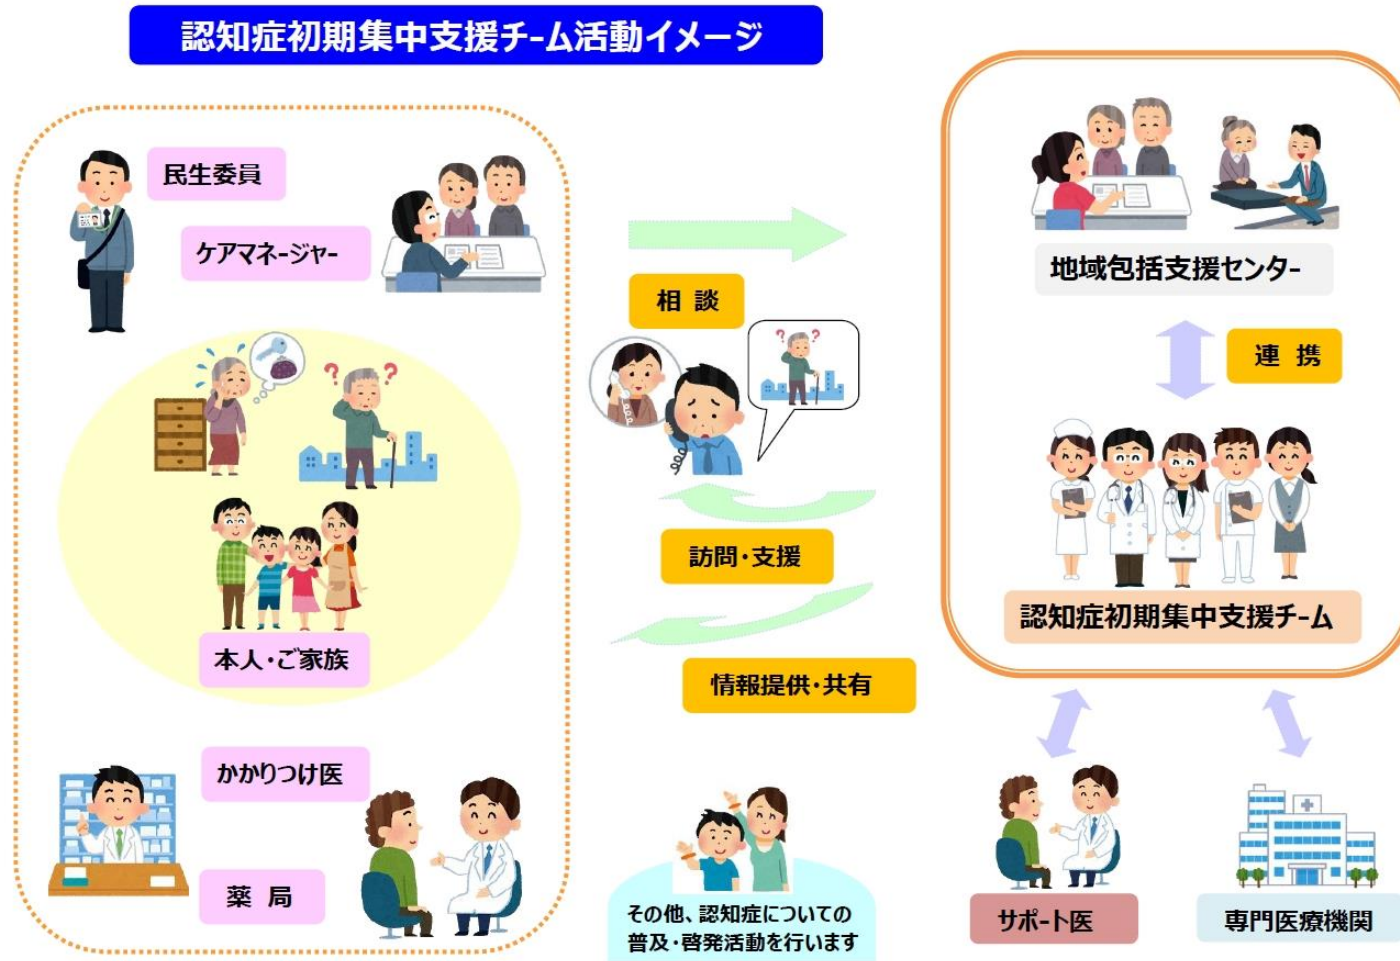 認知症初期集中支援チーム活動イメージ
民生委員
ケアマネージャー
本人・ご家族
かかりつけ医
薬 局
相 談
? ?
? ?
訪問・支援
情報提供・共有
その他、認知症についての
普及・啓発活動を行います
地域包括支援センター
連 携
認知症初期集中支援チーム
サポート医
専門医療機関